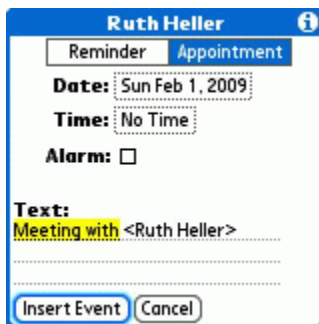 Ruth Heller
Reminder Appointment
Date: Sun Feb 1, 2009
Time: No Time
Alarm:
Text:
Meeting with <Ruth Heller>
Insert Event Cancel